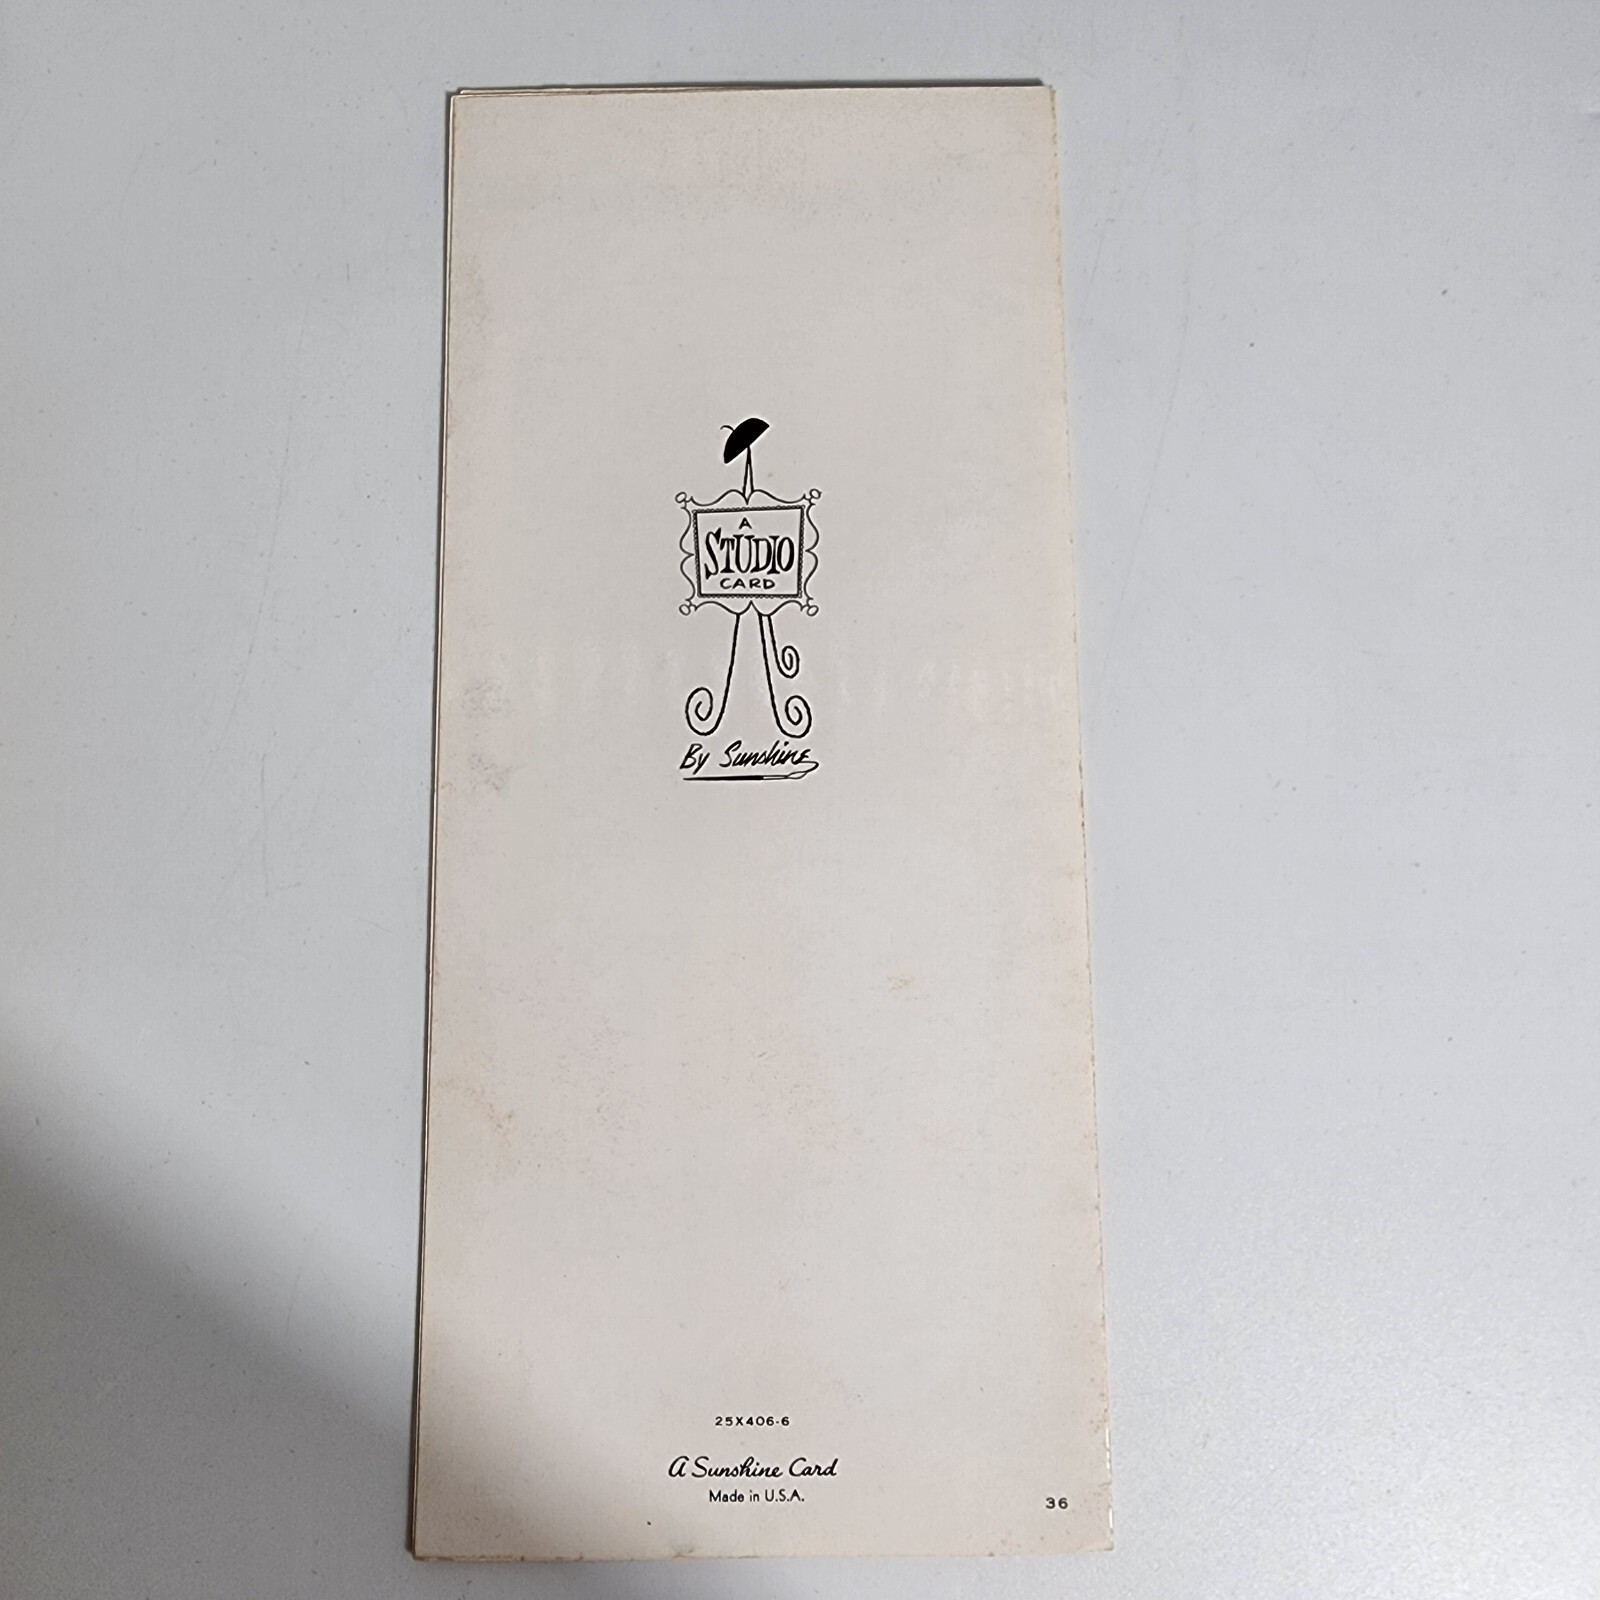 A
STUDIO
CARD
By Sunshine
25X406-6
A Sunshine Card
Made in U.S.A.
36